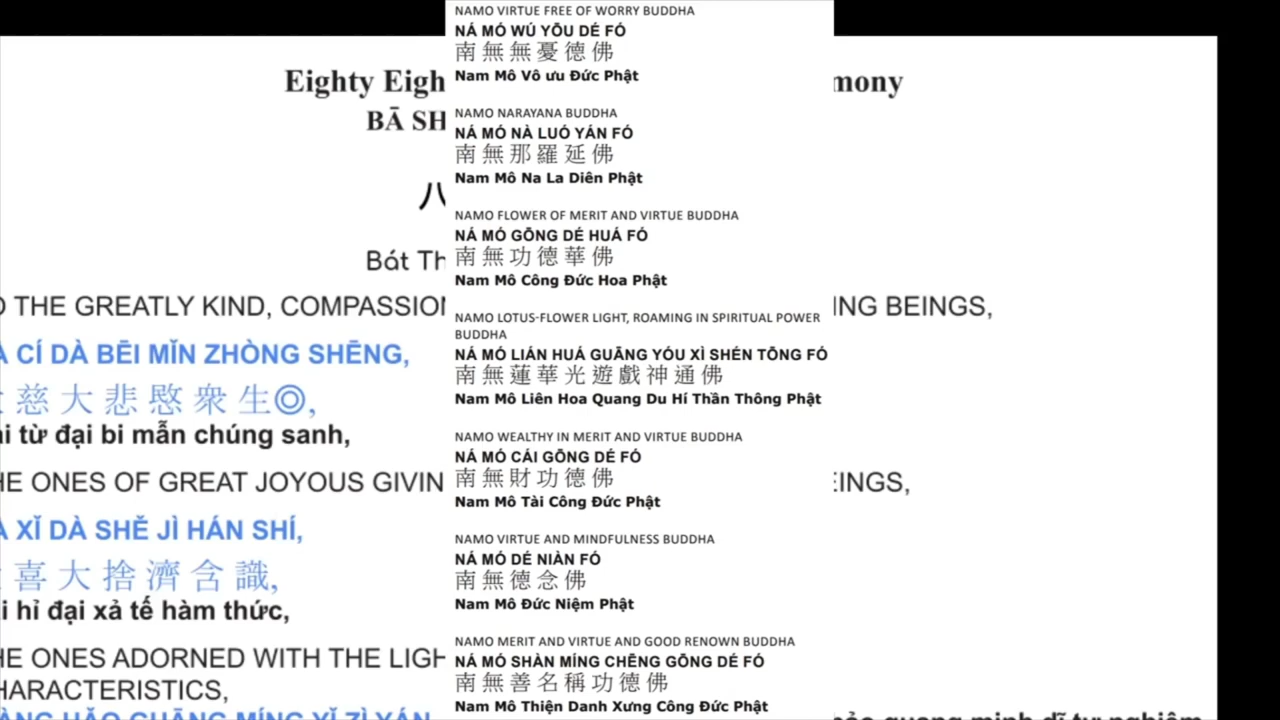 NAMO VIRTUE FREE OF WORRY BUDDHA
NÁ MÓ WÚ YŌU DÉ FÓ
南無無憂德佛
Nam Mô Vô ưu Đức Phật
NAMO NARAYANA BUDDHA
NÁ MÓ NÀ LUÓ YÁN FÓ
南無那羅延佛
Nam Mô Na La Diên Phật
NAMO FLOWER OF MERIT AND VIRTUE BUDDHA
NÁ MÓ GŌNG DÉ HUÁ FÓ
南無功德華佛
Nam Mô Công Đức Hoa Phật
NAMO LOTUS-FLOWER LIGHT, ROAMING IN SPIRITUAL POWER
BUDDHA
NÁ MÓ LIÁN HUÁ GUĀNG YÓU XÌ SHÉN TŌNG FÓ
南無蓮華光遊戲神通佛
Nam Mô Liên Hoa Quang Du Hí Thần Thông Phật
NAMO WEALTHY IN MERIT AND VIRTUE BUDDHA
NÁ MÓ CÁI GŌNG DÉ FÓ
南無財功德佛
Nam Mô Tài Công Đức Phật
NAMO VIRTUE AND MINDFULNESS BUDDHA
NÁ MÓ DÉ NIÀN FÓ
南無德念佛
Nam Mô Đức Niệm Phật
NAMO MERIT AND VIRTUE AND GOOD RENOWN BUDDHA
NÁ MÓ SHÀN MÍNG CHĒNG GŌNG DÉ FÓ
南無善名稱功德佛
Nam Mô Thiện Danh Xưng Công Đức Phật
Eighty Eigh mony
BĀ SH
八
Bát Th
THE GREATLY KIND, COMPASSION ING BEINGS,
CÍ DÀ BĒI MǏN ZHÒNG SHĒNG,
慈大悲愍衆生◎,
từ đại bi mẫn chúng sanh,
HE ONES OF GREAT JOYOUS GIVIN EINGS,
XǏ DÀ SHĚ JÌ HÁN SHÍ,
喜大捨濟含識,
hỉ đại xả tế hàm thức,
HE ONES ADORNED WITH THE LIGH
HARACTERISTICS,
ÀNG HǍO GUĀNG MÍNG YǏ ZÌ YÁN quang minh dĩ tự nghiêm